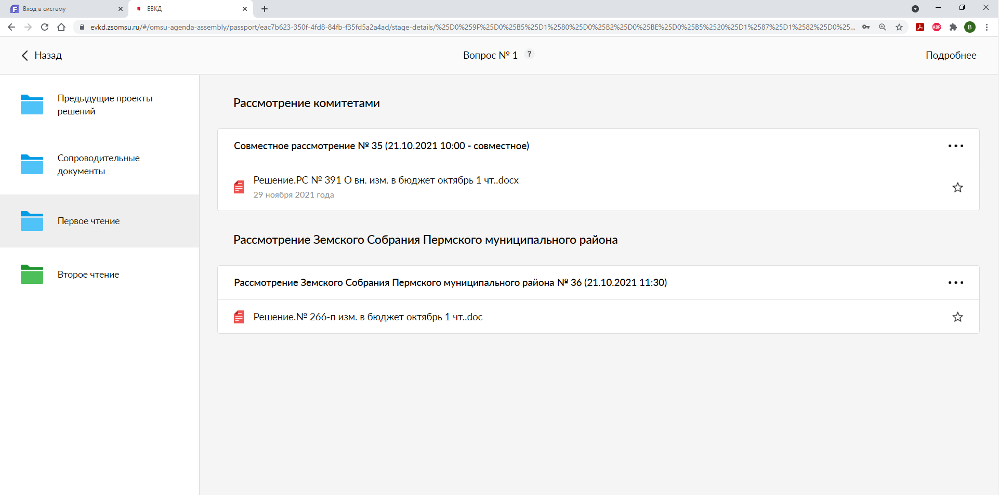 Вход в систему
ЕВКД
evkd.zsomsu.ru/#/omsu-agenda-assembly/passport/eac7b623-350f-4fd8-84fb-f35fd5a2a4ad/stage-details/%25D0%259F%25D0%25B5%25D1%2580%25D0%25B2%25D0%25BE%25D0%25B5%2520%25D1%2587%25D1%2582%25D0%25...
ABP
B
Назад
Вопрос № 1 ?
Подробнее
Предыдущие проекты
решений
Сопроводительные
документы
Первое чтение
Второе чтение
Рассмотрение комитетами
Совместное рассмотрение № 35 (21.10.2021 10:00 - совместное)
Решение.РС № 391 О вн. изм. в бюджет октябрь 1 чт..docx
29 ноября 2021 года
Рассмотрение Земского Собрания Пермского муниципального района
Рассмотрение Земского Собрания Пермского муниципального района № 36 (21.10.2021 11:30)
Решение.№ 266-п изм. в бюджет октябрь 1 чт..doc